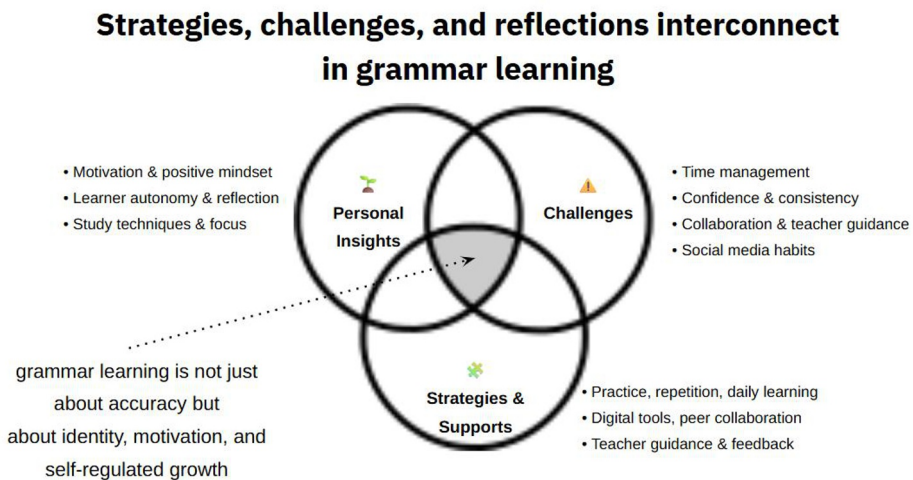 Strategies, challenges, and reflections interconnect
in grammar learning
• Motivation & positive mindset
• Learner autonomy & reflection
• Study techniques & focus
Personal
Insights
Challenges
• Time management
• Confidence & consistency
• Collaboration & teacher guidance
• Social media habits
grammar learning is not just
about accuracy but
about identity, motivation, and
self-regulated growth
Strategies &
Supports
• Practice, repetition, daily learning
• Digital tools, peer collaboration
• Teacher guidance & feedback